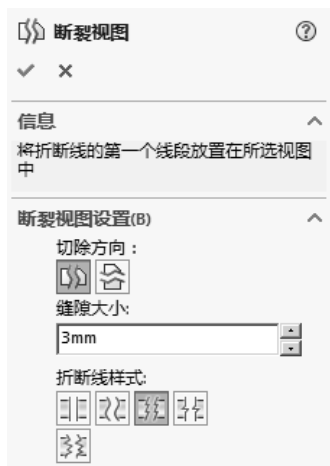 断裂视图
信息
将折断线的第一个线段放置在所选视图
中
断裂视图设置(B)
切除方向：
缝隙大小:
3mm
折断线样式: